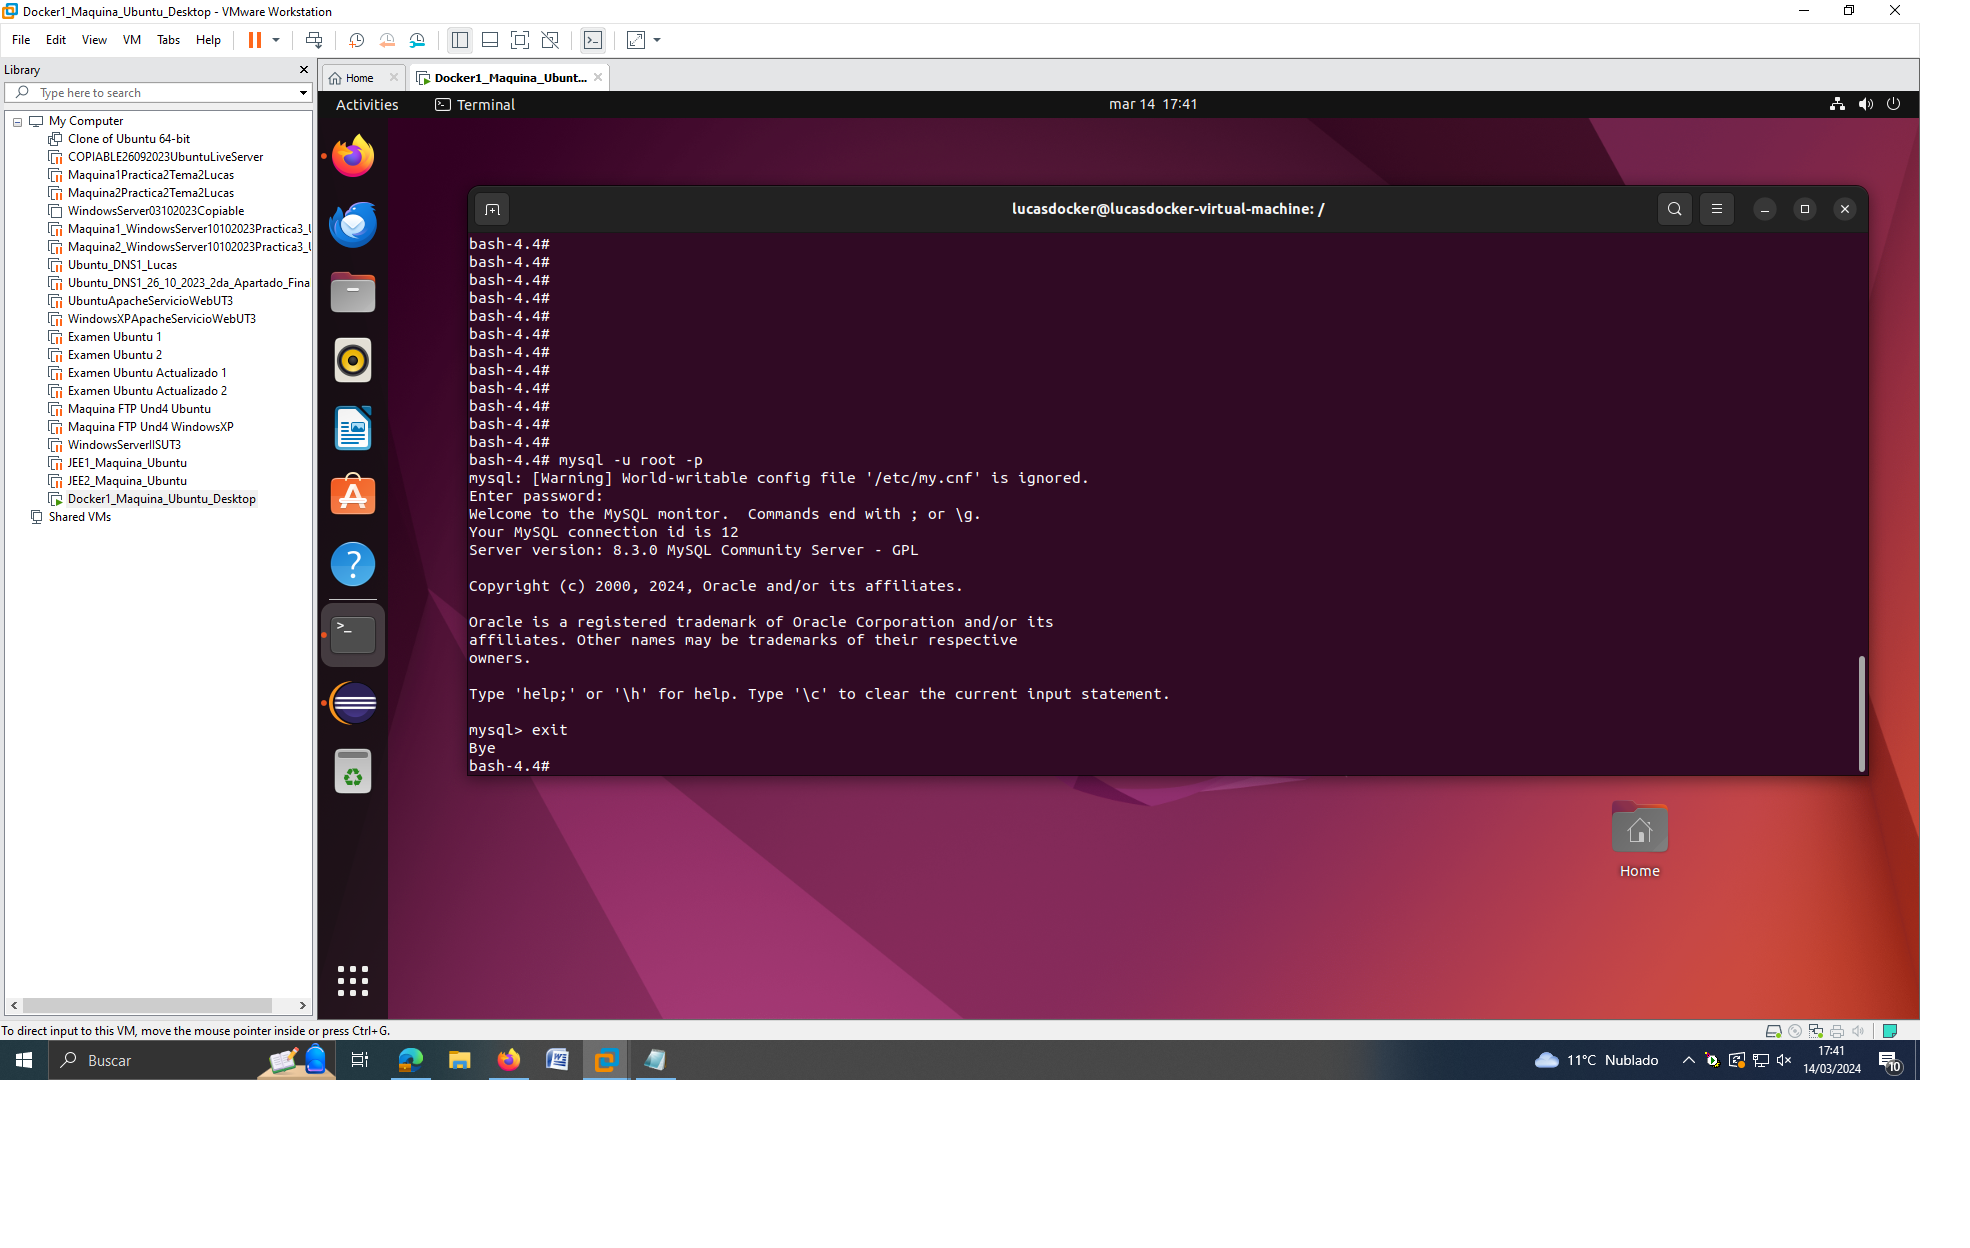 Docker1_Maquina_Ubuntu_Desktop - VMware Workstation
File Edit View VM Tabs Help
Library
Type here to search
My Computer
Clone of Ubuntu 64-bit
COPIABLE26092023UbuntuLiveServer
Maquina1Practica2Tema2Lucas
Maquina2Practica2Tema2Lucas
WindowsServer03102023Copiable
Maquina1_WindowsServer10102023Practica3_
Maquina2_WindowsServer10102023Practica3_
Ubuntu_DNS1_Lucas
Ubuntu_DNS1_26_10_2023_2da_Apartado_Fina
UbuntuApacheServicioWebUT3
WindowsXPApacheServicioWebUT3
Examen Ubuntu 1
Examen Ubuntu 2
Examen Ubuntu Actualizado 1
Examen Ubuntu Actualizado 2
Maquina FTP Und4 Ubuntu
Maquina FTP Und4 WindowsXP
WindowsServerIISUT3
JEE1_Maquina_Ubuntu
JEE2_Maquina_Ubuntu
Docker1_Maquina_Ubuntu_Desktop
Shared VMs
Home
Docker1_Maquina_Ubunt...
Activities
Terminal
mar 14 17:41
lucasdocker@lucasdocker-virtual-machine: /
bash-4.4#
bash-4.4#
bash-4.4#
bash-4.4#
bash-4.4#
bash-4.4#
bash-4.4#
bash-4.4#
bash-4.4#
bash-4.4#
bash-4.4#
bash-4.4#
bash-4.4# mysql -u root -p
mysql: [Warning] World-writable config file '/etc/my.cnf' is ignored.
Enter password:
Welcome to the MySQL monitor.  Commands end with ; or \g.
Your MySQL connection id is 12
Server version: 8.3.0 MySQL Community Server - GPL
Copyright (c) 2000, 2024, Oracle and/or its affiliates.
Oracle is a registered trademark of Oracle Corporation and/or its
affiliates. Other names may be trademarks of their respective
owners.
Type 'help;' or '\h' for help. Type '\c' to clear the current input statement.
mysql> exit
Bye
bash-4.4#
Home
To direct input to this VM, move the mouse pointer inside or press Ctrl+G.
Buscar
11°C Nublado
17:41
14/03/2024
10